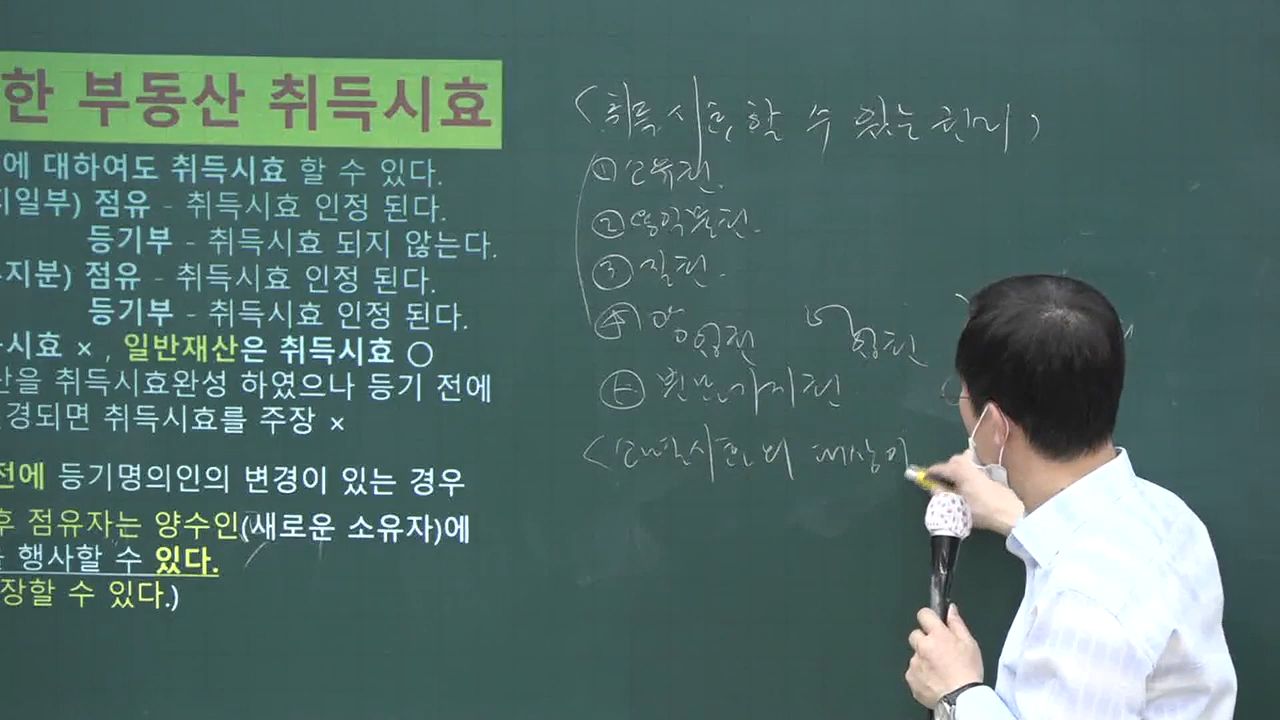 한 부동산 취득시효
에 대하여도 취득시효 할 수 있다.
지일부) 점유 - 취득시효 인정 된다.
등기부 - 취득시효 되지 않는다.
지분) 점유 - 취득시효 인정 된다.
등기부 - 취득시효 인정 된다.
시효 × , 일반재산은 취득시효 ○
산을 취득시효완성 하였으나 등기 전에
경되면 취득시효를 주장 ×
전에 등기명의인의 변경이 있는 경우
후 점유자는 양수인(새로운 소유자)에
를 행사할 수 있다.
장할 수 있다.)
<취득시효할 수 있는 권리>
① 소유권.
② 용익물권.
③ 질권.
④
⑤
대상이